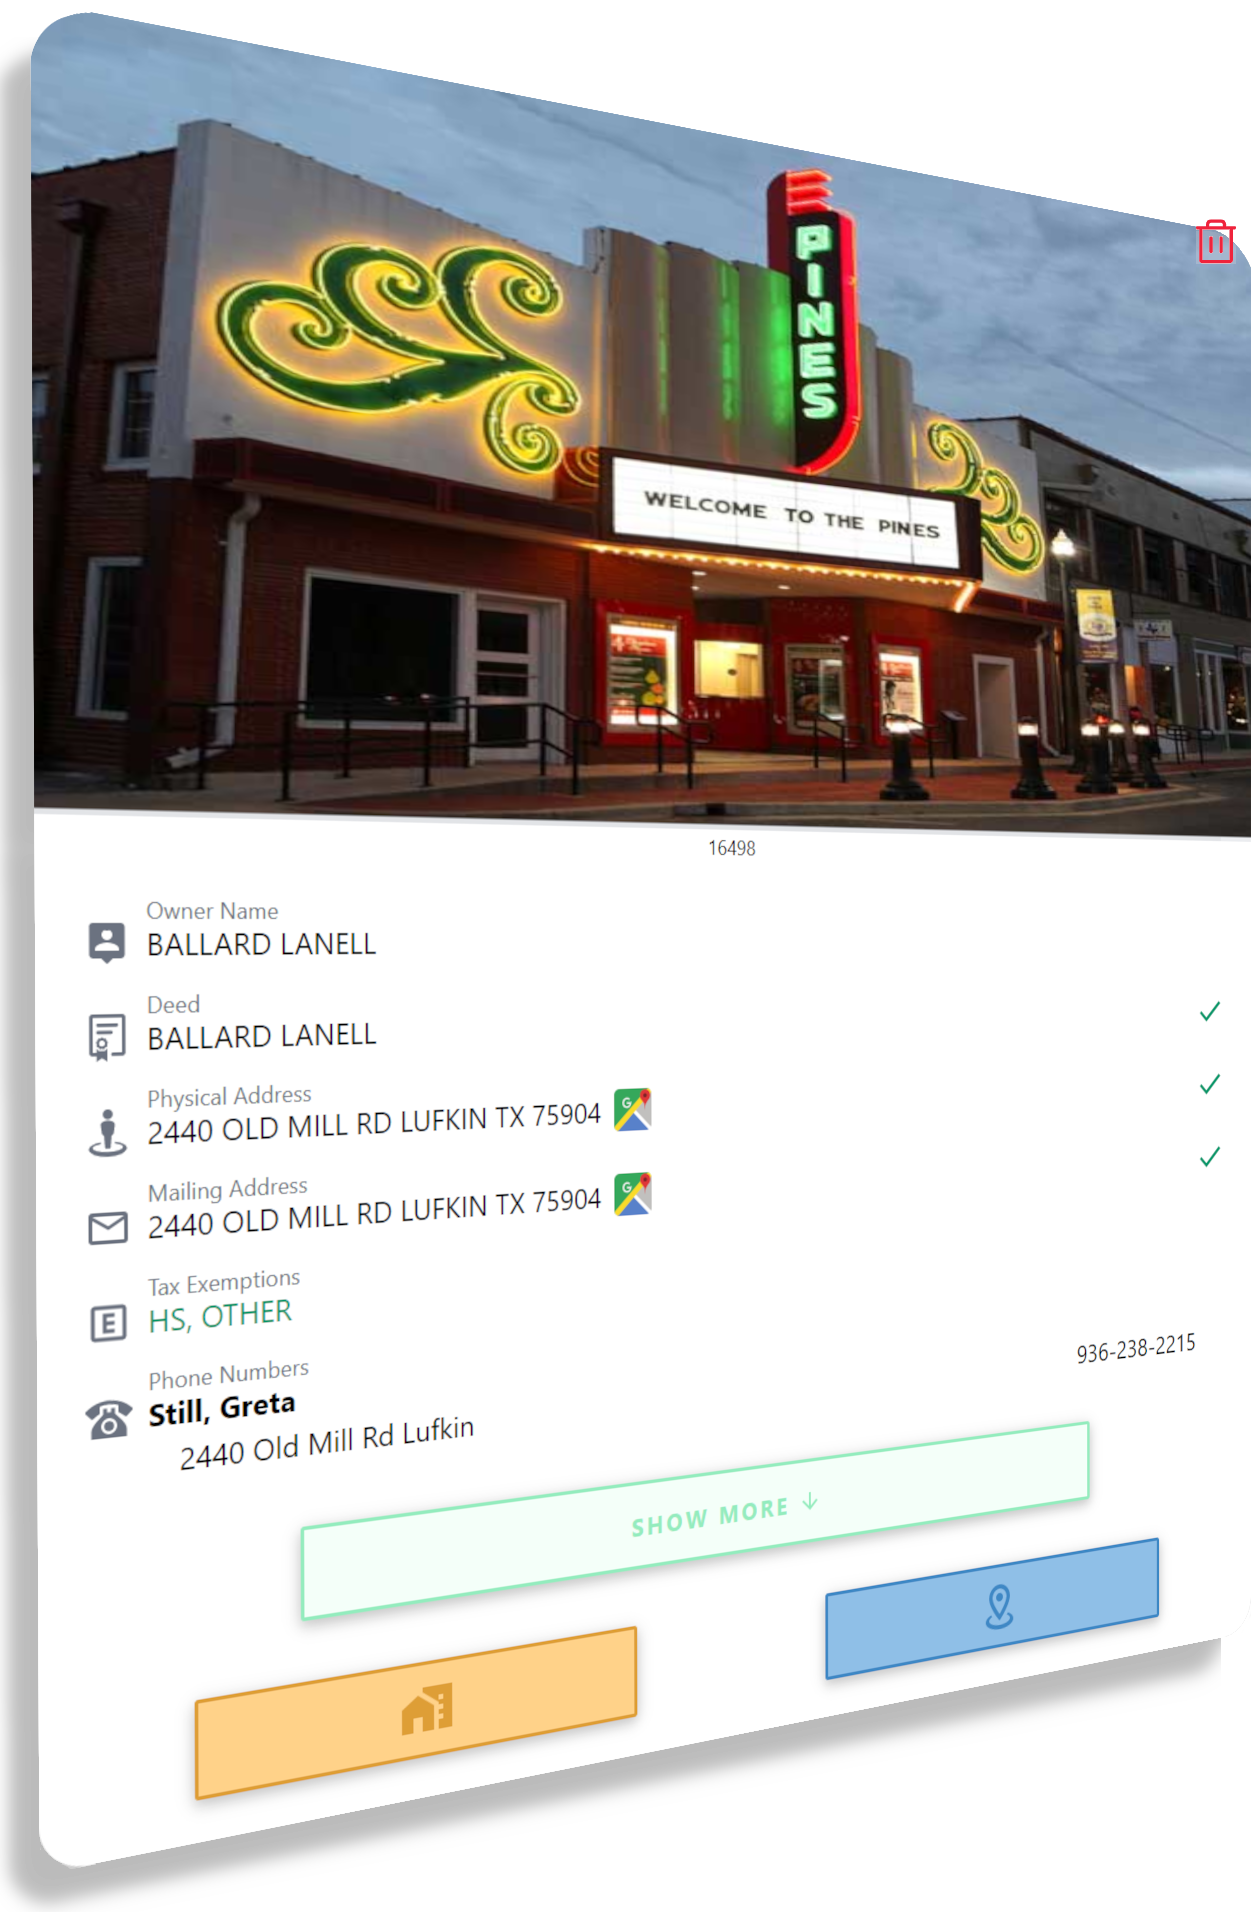 PINES
WELCOME TO THE PINES
16498
Owner Name
BALLARD LANELL
Deed
BALLARD LANELL
Physical Address
2440 OLD MILL RD LUFKIN TX 75904
Mailing Address
2440 OLD MILL RD LUFKIN TX 75904
Tax Exemptions
HS, OTHER
Phone Numbers
Still, Greta
936-238-2215
2440 Old Mill Rd Lufkin
SHOW MORE ↓